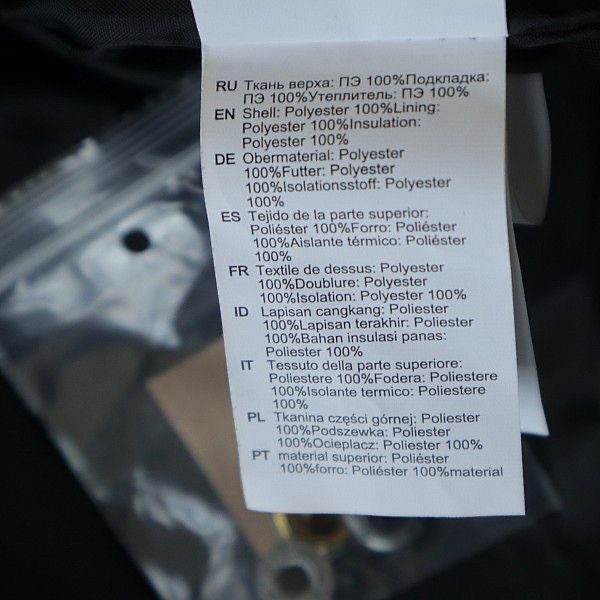 RU Ткань верха: ПЭ 100%Подкладка:
ПЭ 100%Утеплитель: ПЭ 100%
EN Shell: Polyester 100%Lining:
Polyester 100%Insulation:
Polyester 100%
DE Obermaterial: Polyester
100%Futter: Polyester
100%Isolationsstoff: Polyester
100%
ES Tejido de la parte superior:
Poliéster 100%Forro: Poliéster
100%Aislante térmico: Poliéster
100%
FR Textile de dessus: Polyester
100%Doublure: Polyester
100%Isolation: Polyester 100%
ID Lapisan cangkang: Poliester
100%Lapisan terakhir: Poliester
100%Bahan insulasi panas:
Poliester 100%
IT Tessuto della parte superiore:
Poliestere 100%Fodera: Poliestere
100%Isolante termico: Poliestere
100%
PL Tkanina części górnej: Poliester
100%Podszewka: Poliester
100%Ocieplacz: Poliester 100%
PT material superior: Poliéster
100%forro: Poliéster 100%material